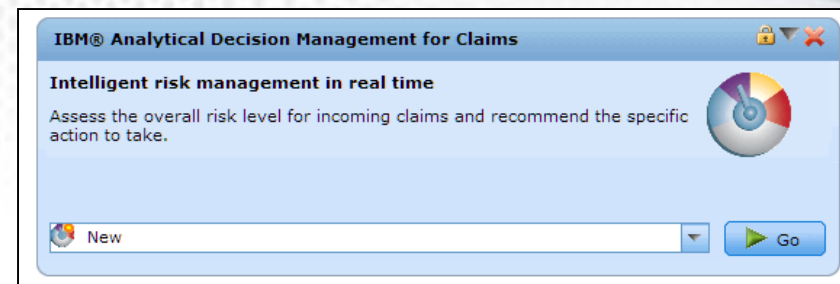 IBM® Analytical Decision Management for Claims
Intelligent risk management in real time
Assess the overall risk level for incoming claims and recommend the specific
action to take.
New
Go